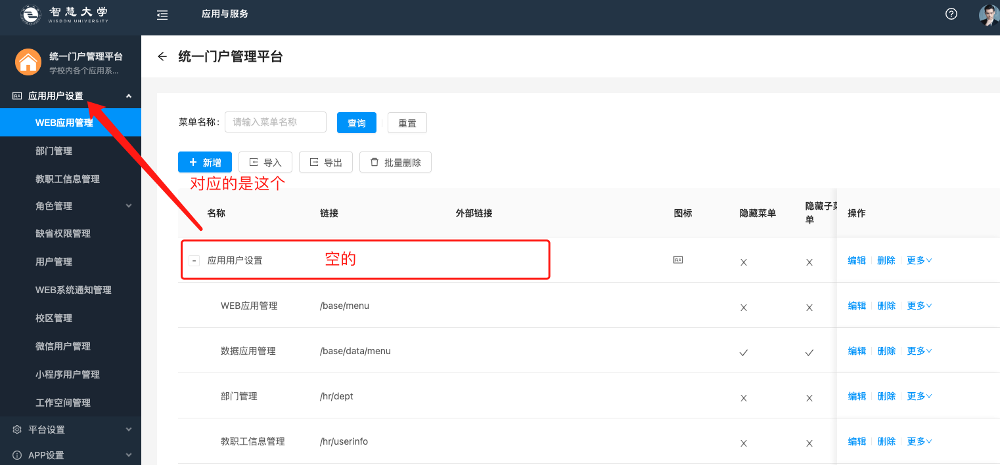 智慧大学
WISDOM UNIVERSITY
应用与服务
统一门户管理平台
学校内各个应用系...
应用用户设置
WEB应用管理
部门管理
教职工信息管理
角色管理
缺省权限管理
用户管理
WEB系统通知管理
校区管理
微信用户管理
小程序用户管理
工作空间管理
平台设置
APP设置
统一门户管理平台
菜单名称: 请输入菜单名称 查询 重置
+ 新增 导入 导出 批量删除
对应的是这个
名称 链接 外部链接 图标 隐藏菜单 隐藏子菜单 操作
- 应用用户设置 空的 X X 编辑 删除 更多
WEB应用管理 /base/menu X X 编辑 删除 更多
数据应用管理 /base/data/menu ✓ ✓ 编辑 删除 更多
部门管理 /hr/dept X X 编辑 删除 更多
教职工信息管理 /hr/userinfo X X 编辑 删除 更多